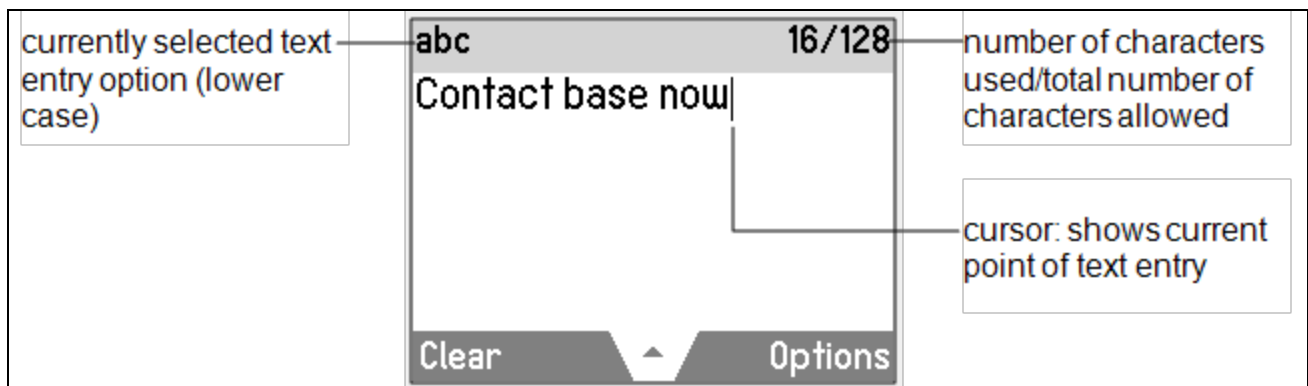 currently selected text
entry option (lower
case)
abc 16/128
Contact base now
Clear Options
number of characters
used/total number of
characters allowed
cursor: shows current
point of text entry